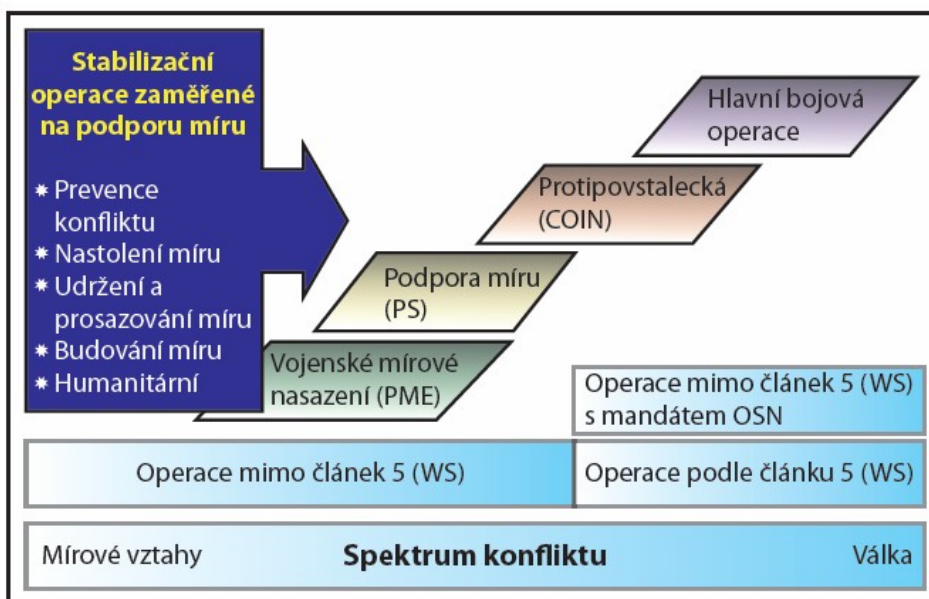 Stabilizační
operace zaměřené
na podporu míru
✷ Prevence
konfliktu
✷ Nastolení míru
✷ Udržení a
prosazování míru
✷ Budování míru
✷ Humanitární
Hlavní bojová
operace
Protipovstalecká
(COIN)
Podpora míru
(PS)
Vojenské mírové
nasazení (PME)
Operace mimo článek 5 (WS)
s mandátem OSN
Operace mimo článek 5 (WS)
Operace podle článku 5 (WS)
Mírové vztahy
Spektrum konfliktu
Válka